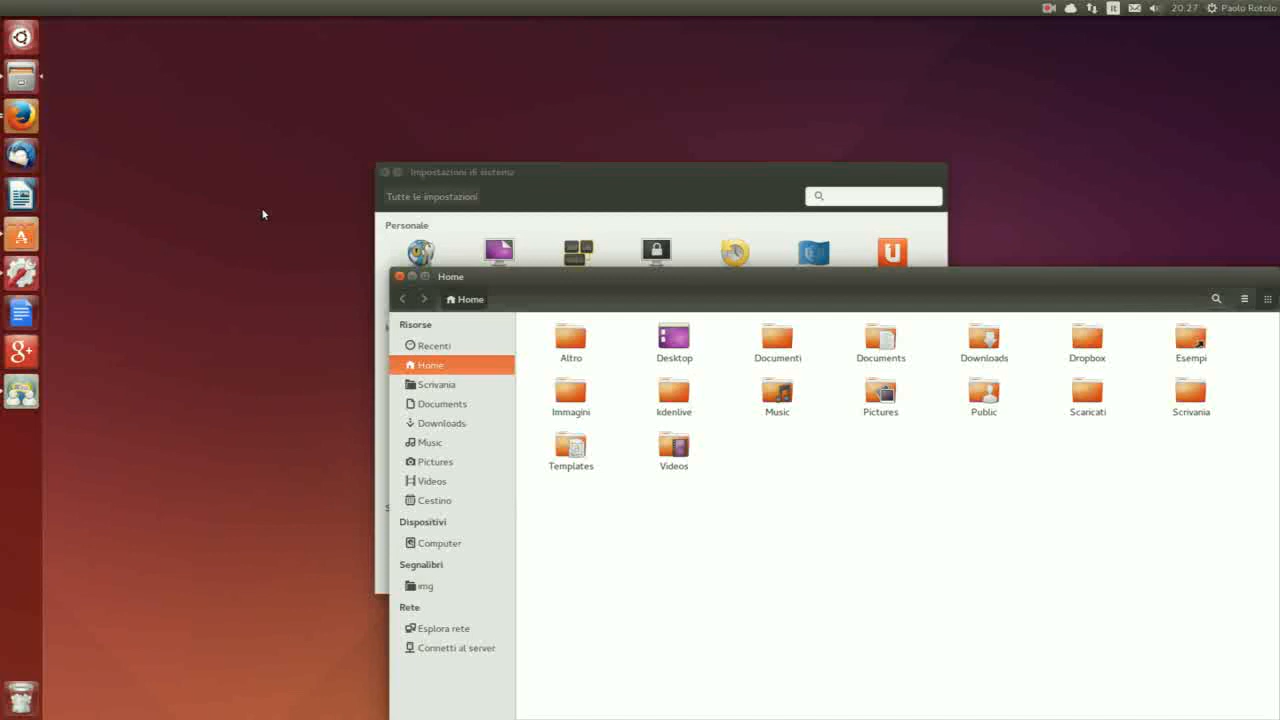 It 20:27 Paolo Rotolo
Impostazioni di sistema
Tutte le impostazioni
Personale
Home
Home
Risorse
Recenti
Home
Scrivania
Documents
Downloads
Music
Pictures
Videos
Cestino
Dispositivi
Computer
Segnalibri
img
Rete
Esplora rete
Connetti al server
Altro Desktop Documenti Documents Downloads Dropbox Esempi
Immagini kdenlive Music Pictures Public Scaricati Scrivania
Templates Videos